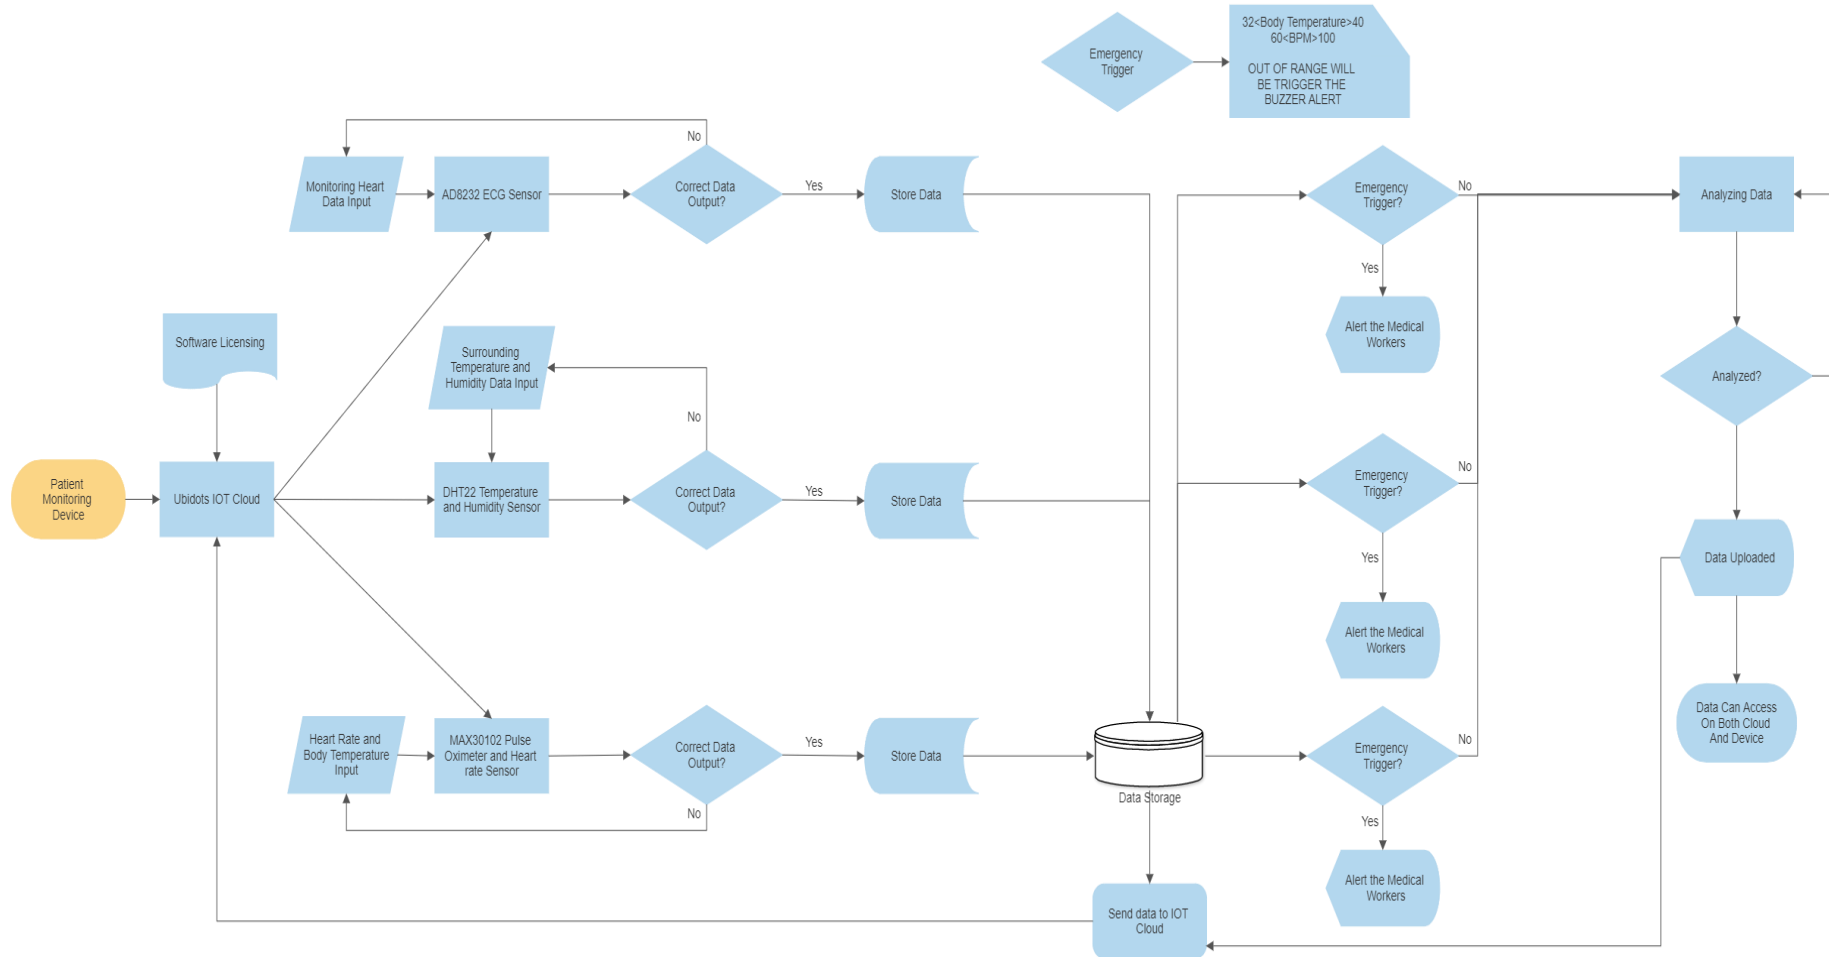 32<Body Temperature>40
60<BPM>100
OUT OF RANGE WILL
BE TRIGGER THE
BUZZER ALERT
Emergency
Trigger
No
Monitoring Heart
Data Input
AD8232 ECG Sensor
Correct Data
Output?
Yes
Store Data
Emergency
Trigger?
No
Analyzing Data
Yes
Alert the Medical
Workers
Software Licensing
Surrounding
Temperature and
Humidity Data Input
No
Analyzed?
Patient
Monitoring
Device
Ubidots IOT Cloud
DHT22 Temperature
and Humidity Sensor
Correct Data
Output?
Yes
Store Data
Emergency
Trigger?
No
Yes
Data Uploaded
Alert the Medical
Workers
Heart Rate and
Body Temperature
Input
MAX30102 Pulse
Oximeter and Heart
rate Sensor
Correct Data
Output?
Yes
No
Store Data
Data Storage
Emergency
Trigger?
No
Yes
Data Can Access
On Both Cloud
And Device
Alert the Medical
Workers
Send data to IOT
Cloud